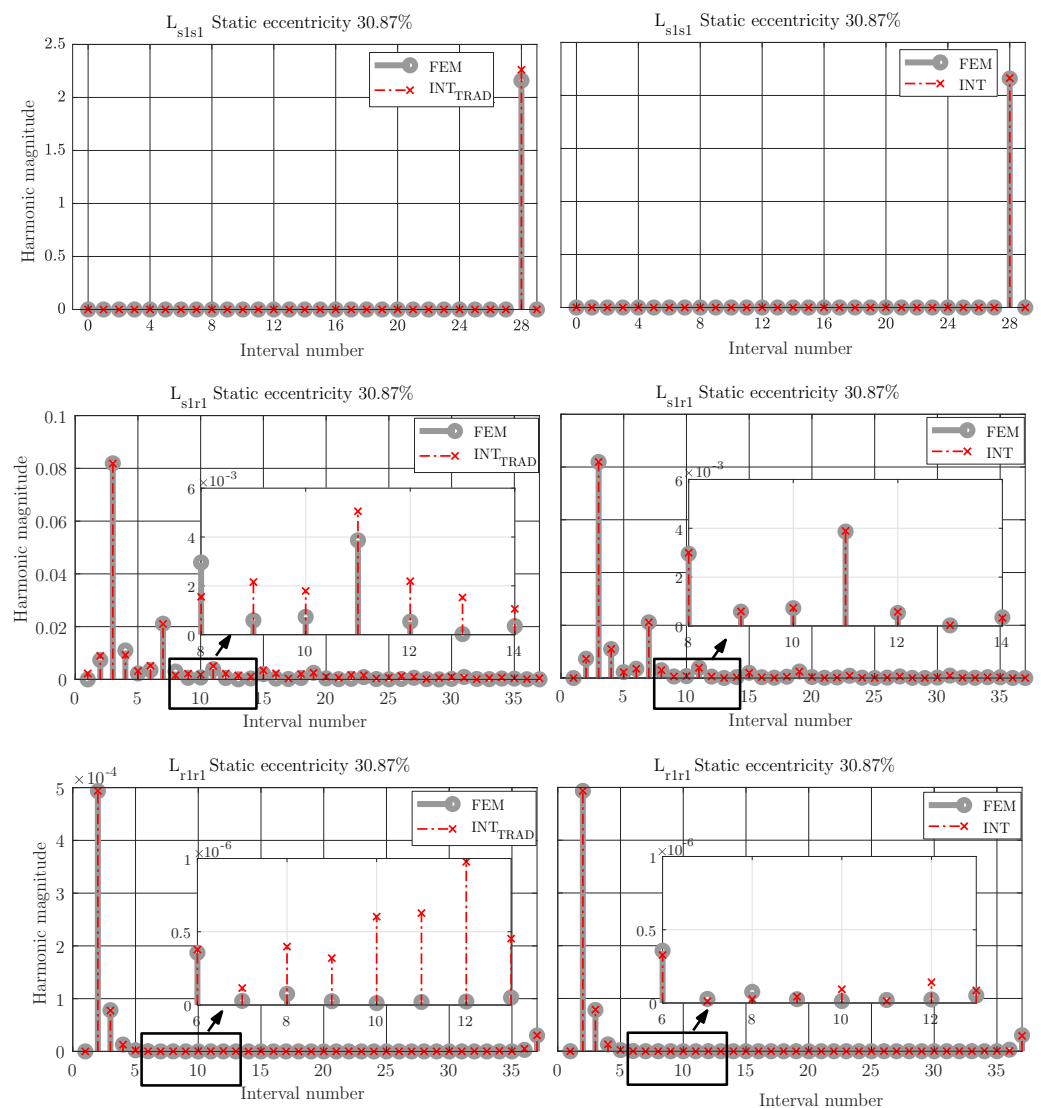 L_s1s1 Static eccentricity 30.87%
Harmonic magnitude
2.5
2
1.5
1
0.5
0
FEM
INT_TRAD
0 4 8 12 16 20 24 28
Interval number
L_s1s1 Static eccentricity 30.87%
FEM
INT
0 4 8 12 16 20 24 28
Interval number
L_s1r1 Static eccentricity 30.87%
Harmonic magnitude
0.1
0.08
0.06
0.04
0.02
0
FEM
INT_TRAD
×10^-3
6
4
2
0
8 10 12 14
0 5 10 15 20 25 30 35
Interval number
L_s1r1 Static eccentricity 30.87%
FEM
INT
×10^-3
6
4
2
0
8 10 12 14
0 5 10 15 20 25 30 35
Interval number
L_r1r1 Static eccentricity 30.87%
Harmonic magnitude
×10^-4
5
4
3
2
1
0
FEM
INT_TRAD
×10^-6
1
0.5
0
6 8 10 12
0 5 10 15 20 25 30 35
Interval number
L_r1r1 Static eccentricity 30.87%
FEM
INT
×10^-6
1
0.5
0
6 8 10 12
0 5 10 15 20 25 30 35
Interval number